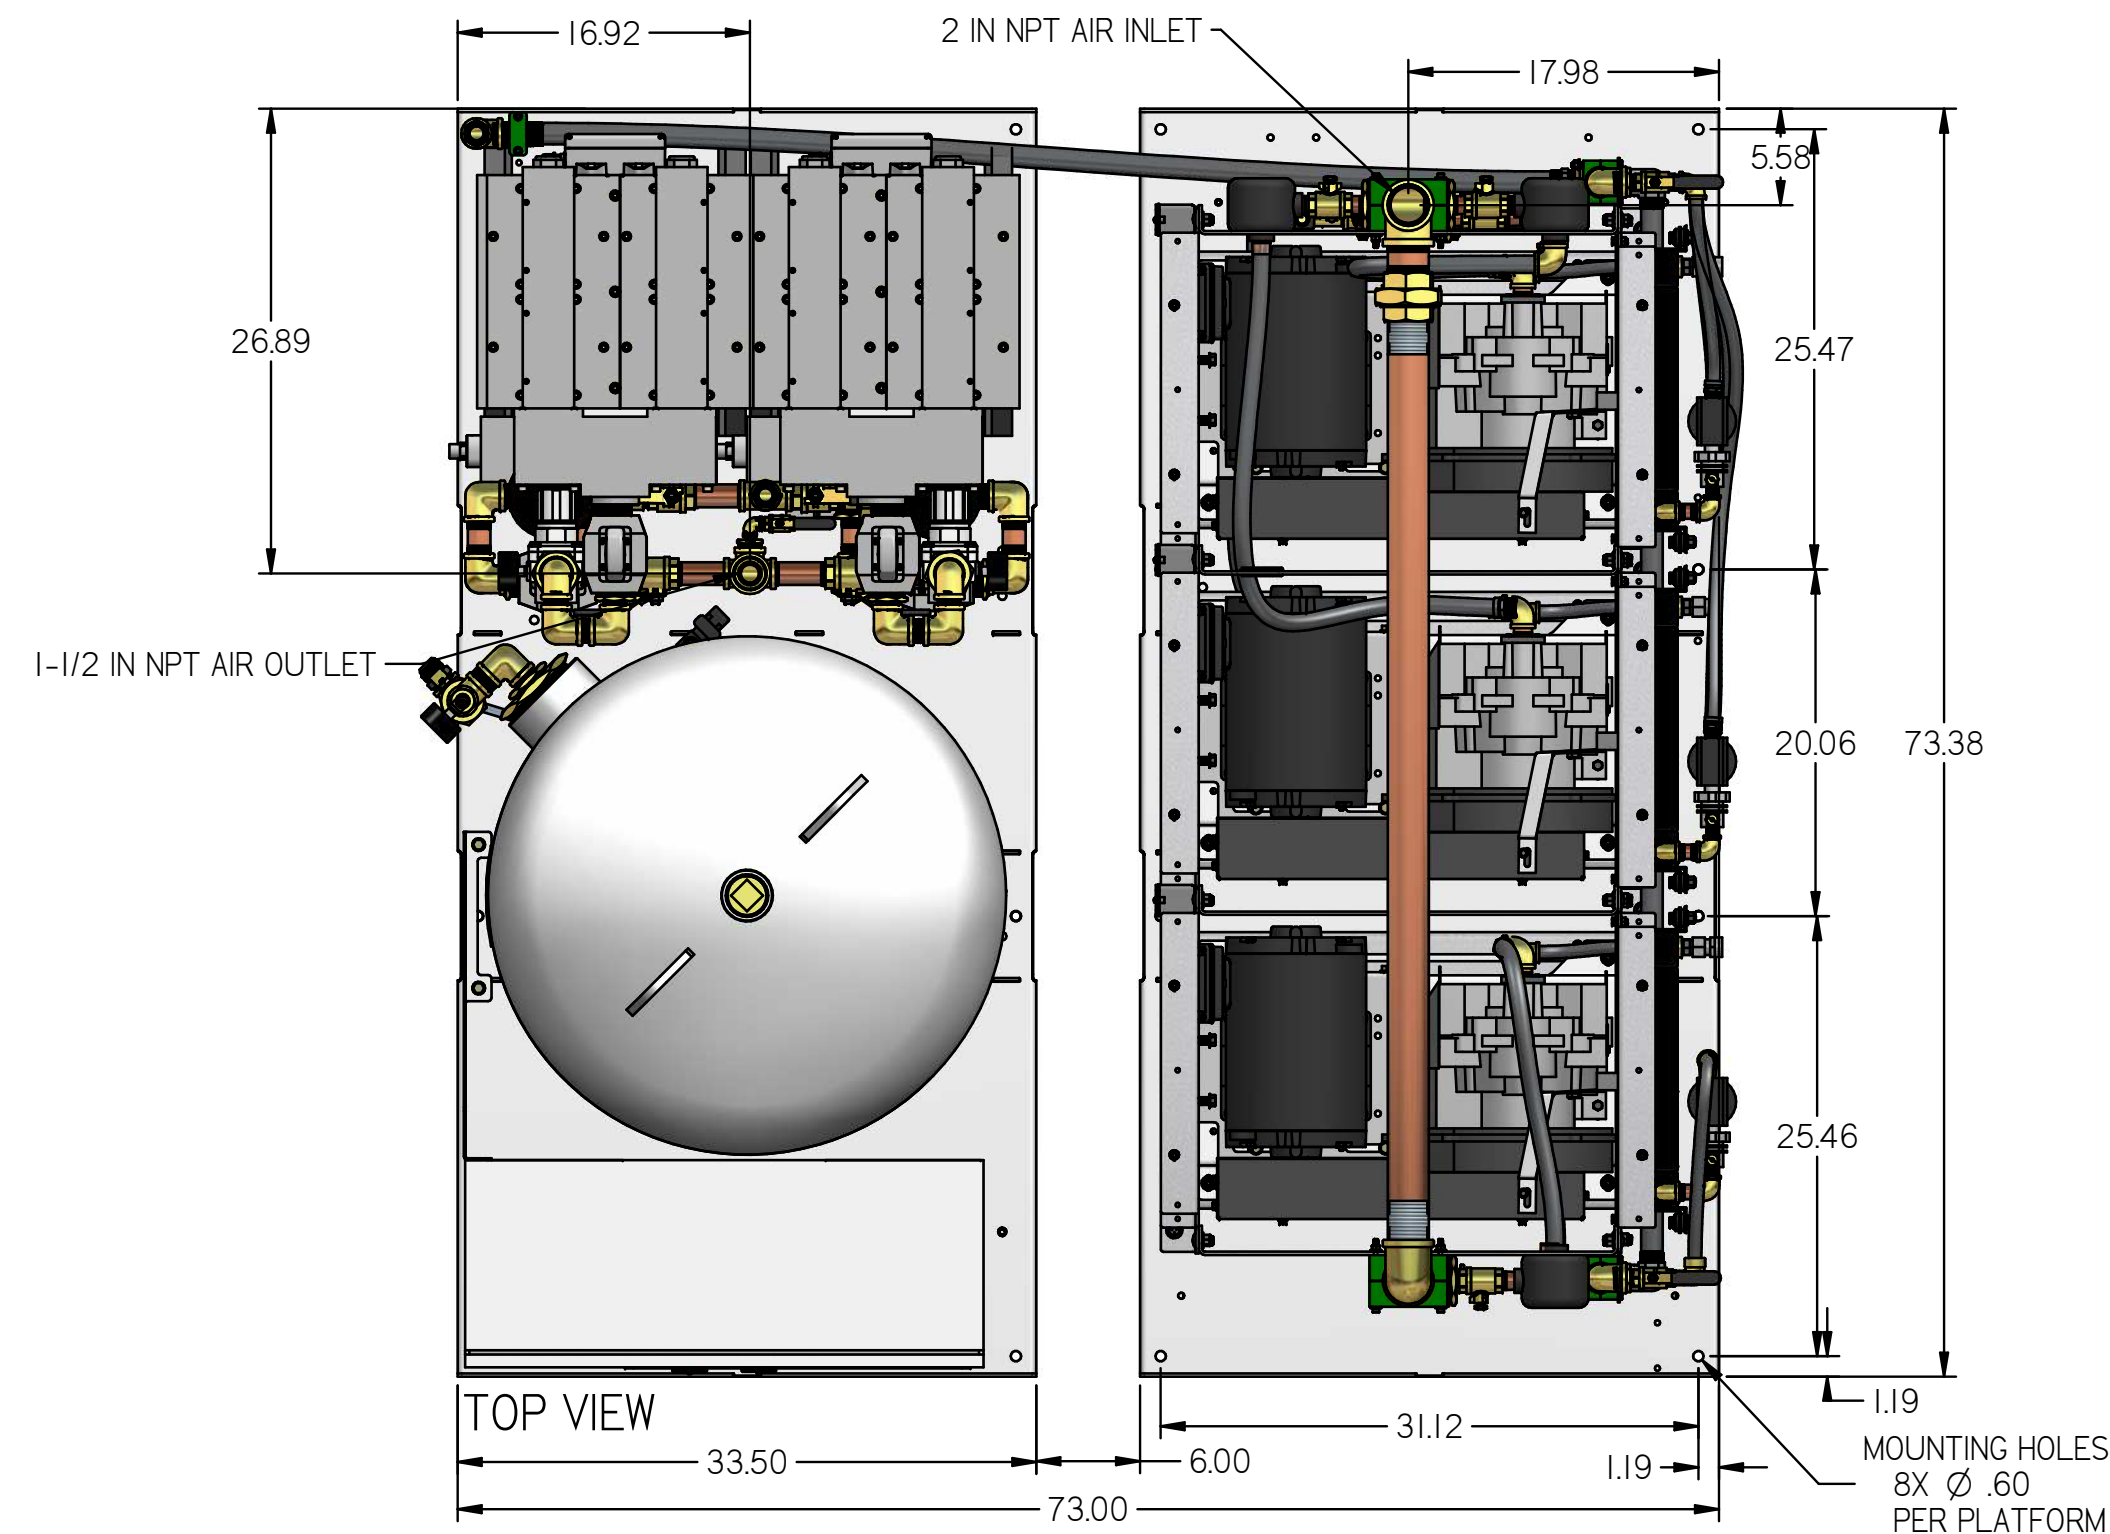 16.92
2 IN NPT AIR INLET
17.98
5.58
26.89
25.47
1-1/2 IN NPT AIR OUTLET
20.06
73.38
25.46
TOP VIEW
1.19
31.12
33.50
6.00
1.19
MOUNTING HOLES
8X Ø .60
PER PLATFORM
73.00